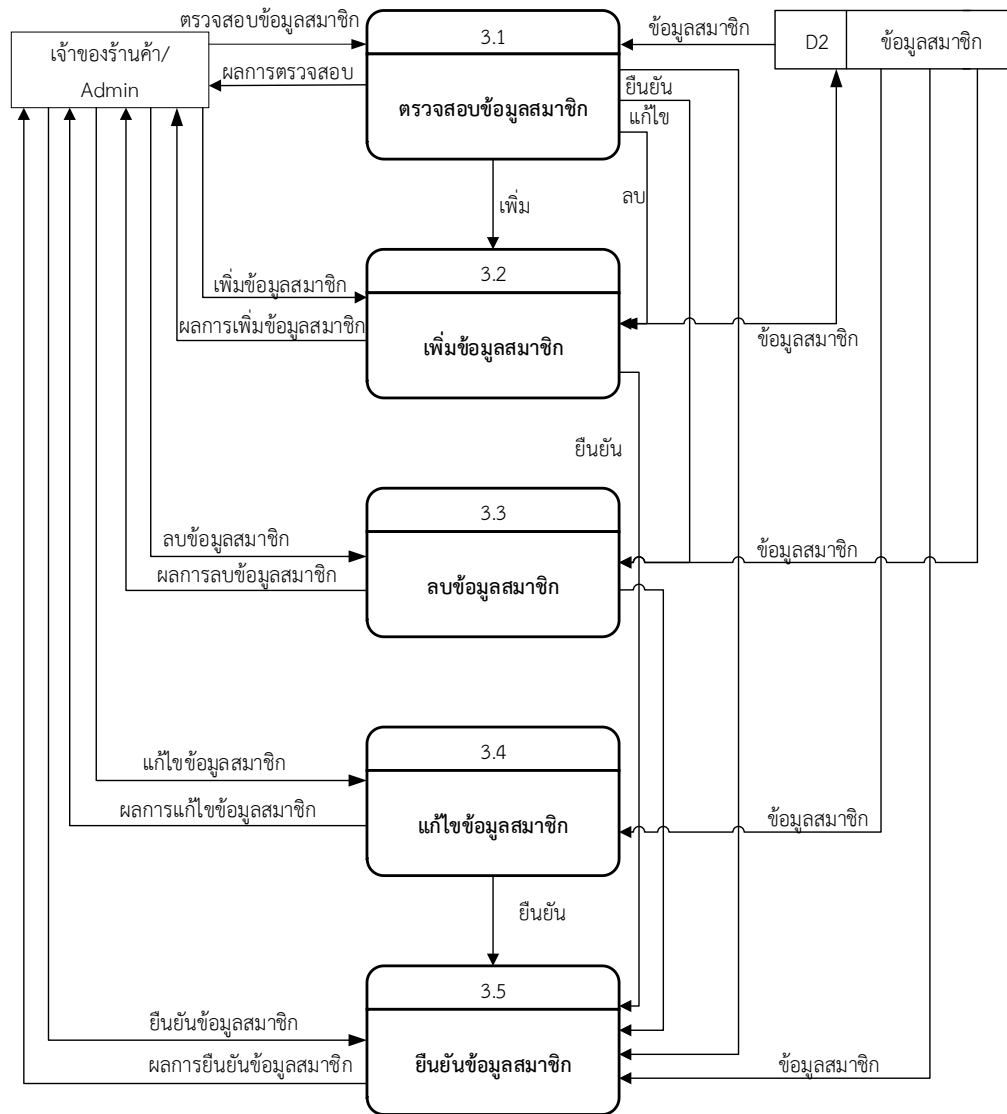 ตรวจสอบข้อมูลสมาชิก
เจ้าของร้านค้า/
Admin
ผลการตรวจสอบ
3.1
ตรวจสอบข้อมูลสมาชิก
ข้อมูลสมาชิก
D2
ข้อมูลสมาชิก
ยืนยัน
แก้ไข
ลบ
เพิ่ม
3.2
เพิ่มข้อมูลสมาชิก
เพิ่มข้อมูลสมาชิก
ผลการเพิ่มข้อมูลสมาชิก
ข้อมูลสมาชิก
ยืนยัน
3.3
ลบข้อมูลสมาชิก
ลบข้อมูลสมาชิก
ผลการลบข้อมูลสมาชิก
ข้อมูลสมาชิก
3.4
แก้ไขข้อมูลสมาชิก
แก้ไขข้อมูลสมาชิก
ผลการแก้ไขข้อมูลสมาชิก
ข้อมูลสมาชิก
ยืนยัน
3.5
ยืนยันข้อมูลสมาชิก
ยืนยันข้อมูลสมาชิก
ผลการยืนยันข้อมูลสมาชิก
ข้อมูลสมาชิก